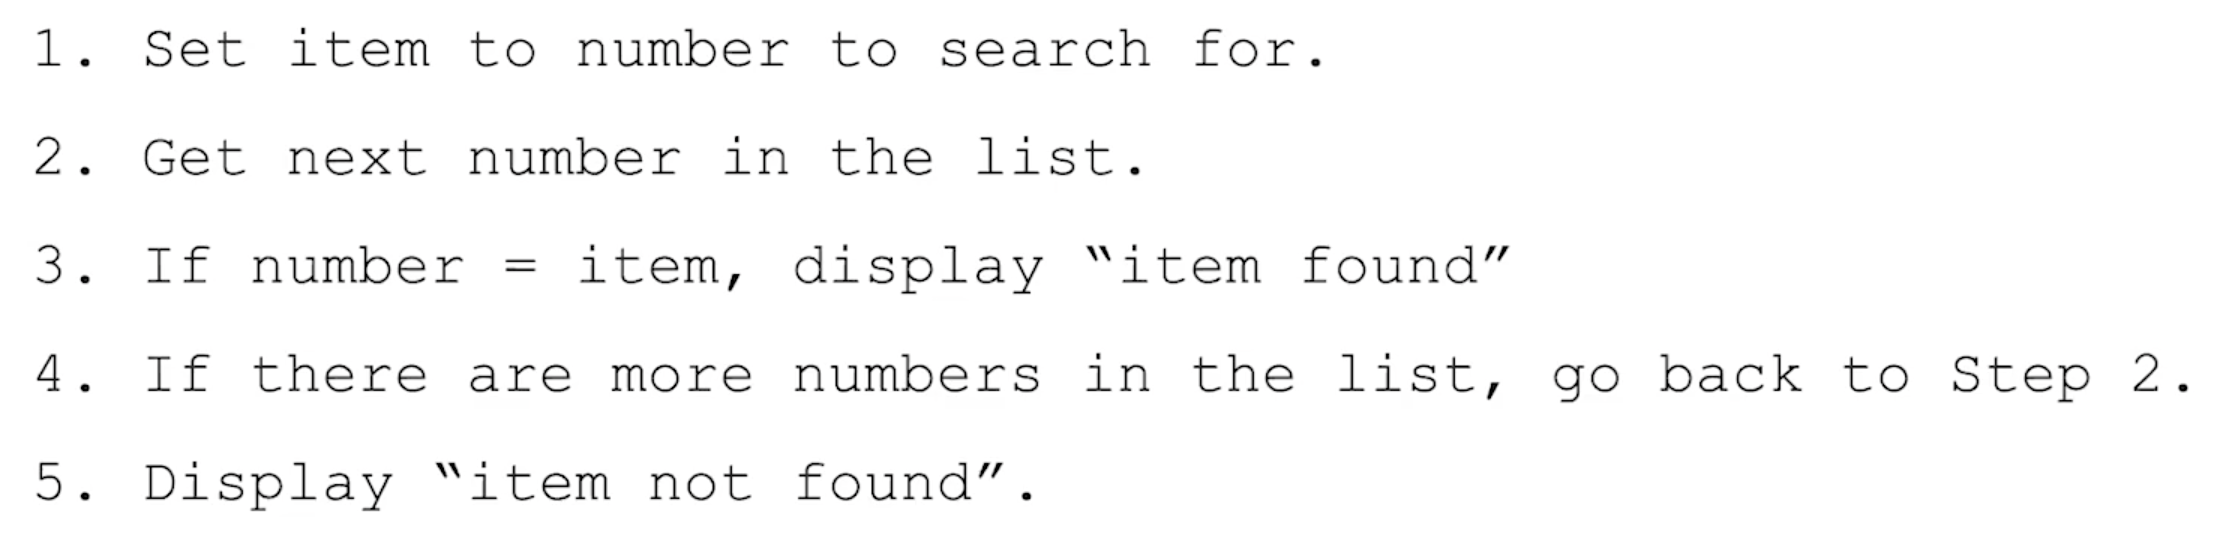 1. Set item to number to search for.
2. Get next number in the list.
3. If number = item, display “item found”
4. If there are more numbers in the list, go back to Step 2.
5. Display “item not found”.